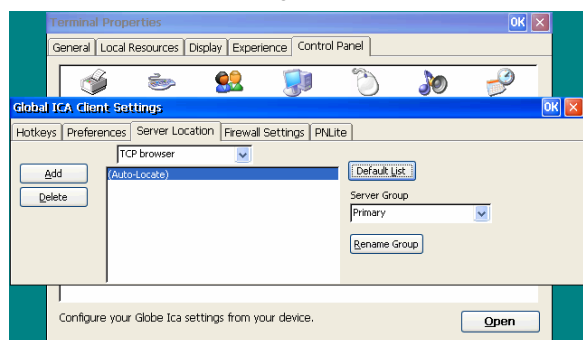 Terminal Properties OK
General Local Resources Display Experience Control Panel
Global ICA Client Settings OK
Hotkeys Preferences Server Location Firewall Settings PNLite
TCP browser
Add (Auto-Locate) Default List
Delete Server Group
Primary
Rename Group
Configure your Globe Ica settings from your device. Open